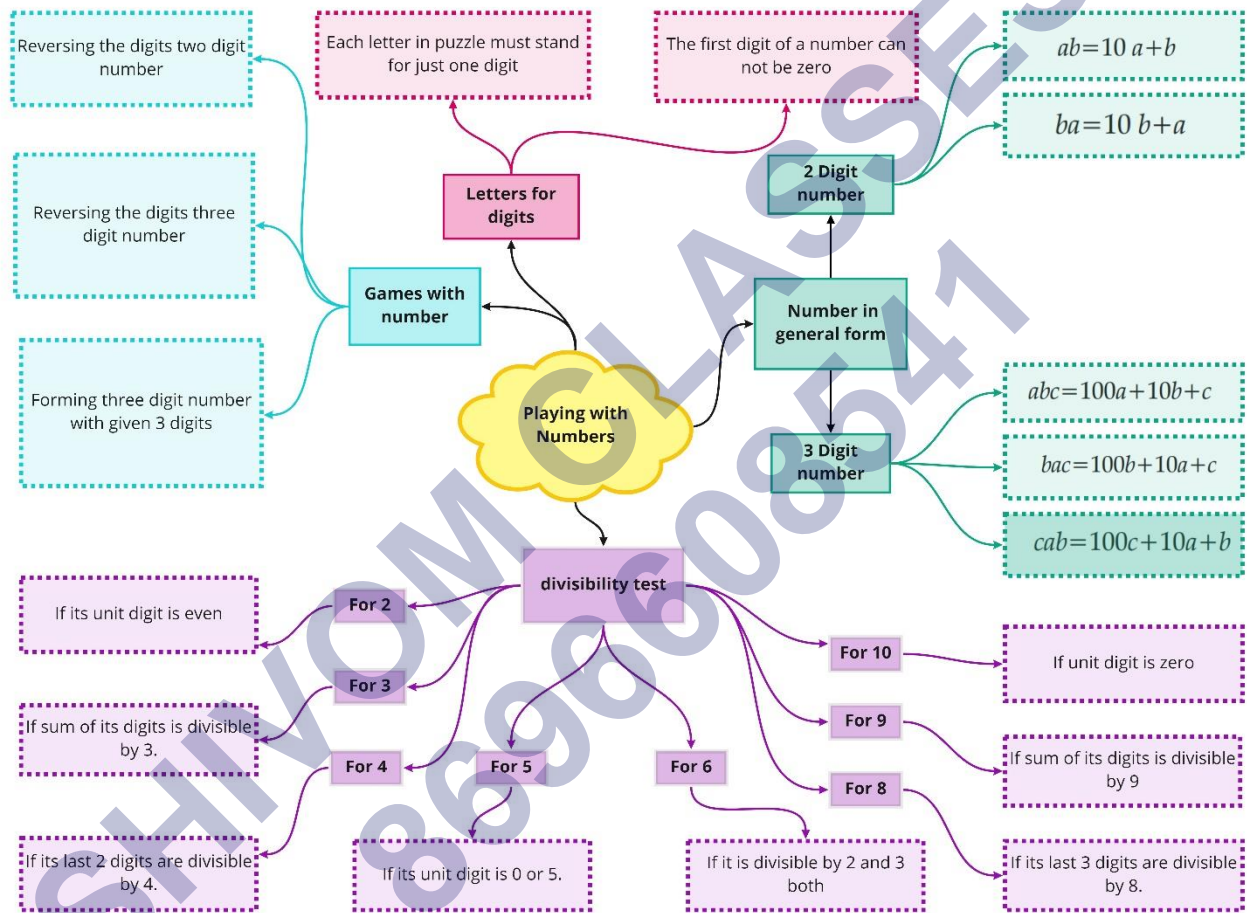 Reversing the digits two digit
number
Each letter in puzzle must stand
for just one digit
The first digit of a number can
not be zero
ab=10 a+b
ba=10 b+a
2 Digit
number
Letters for
digits
Reversing the digits three
digit number
Games with
number
Number in
general form
Forming three digit number
with given 3 digits
Playing with
Numbers
3 Digit
number
abc=100a+10b+c
bac=100b+10a+c
cab=100c+10a+b
divisibility test
If its unit digit is even
For 2
For 10
If unit digit is zero
For 3
If sum of its digits is divisible
by 3.
For 9
If sum of its digits is divisible
by 9
For 4
For 5
For 6
For 8
If its last 2 digits are divisible
by 4.
If its unit digit is 0 or 5.
If it is divisible by 2 and 3
both
If its last 3 digits are divisible
by 8.
SHIVOM CLASSES
8696608541